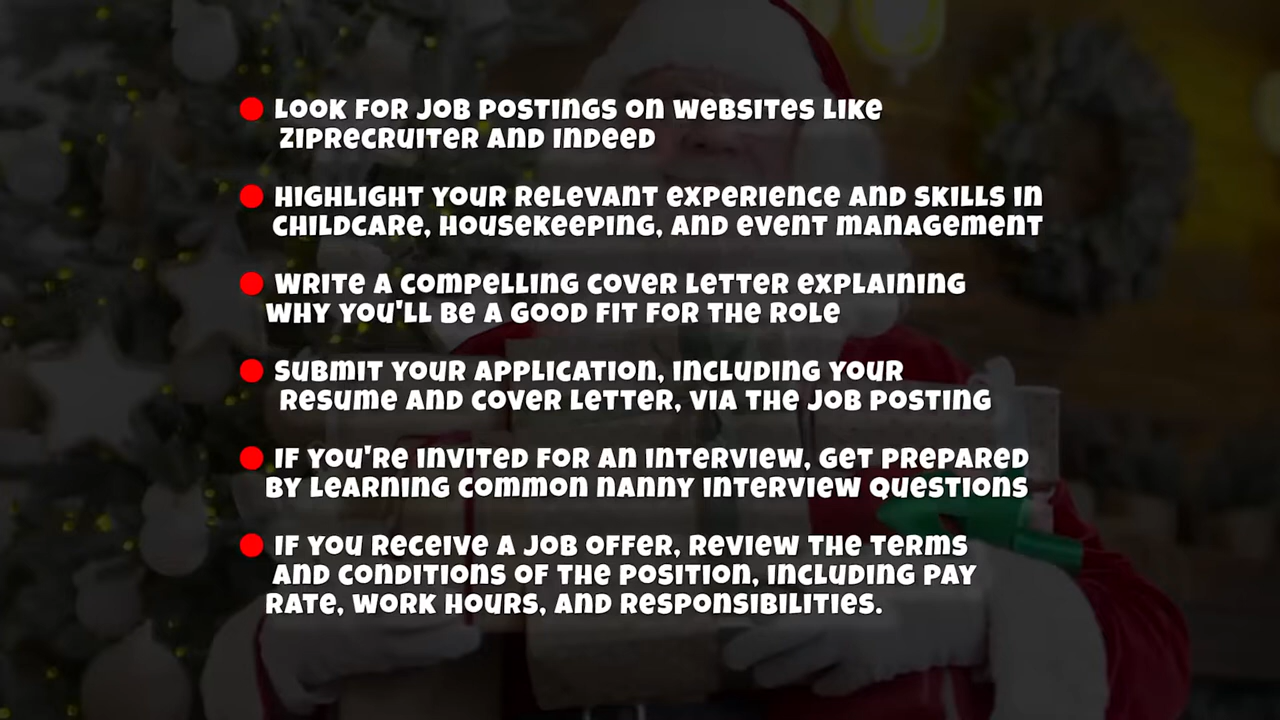 LOOK FOR JOB POSTINGS ON WEBSITES LIKE
ZIPRECRUITER AND INDEED
HIGHLIGHT YOUR RELEVANT EXPERIENCE AND SKILLS IN
CHILDCARE, HOUSEKEEPING, AND EVENT MANAGEMENT
WRITE A COMPELLING COVER LETTER EXPLAINING
WHY YOU'LL BE A GOOD FIT FOR THE ROLE
SUBMIT YOUR APPLICATION, INCLUDING YOUR
RESUME AND COVER LETTER, VIA THE JOB POSTING
IF YOU'RE INVITED FOR AN INTERVIEW, GET PREPARED
BY LEARNING COMMON NANNY INTERVIEW QUESTIONS
IF YOU RECEIVE A JOB OFFER, REVIEW THE TERMS
AND CONDITIONS OF THE POSITION, INCLUDING PAY
RATE, WORK HOURS, AND RESPONSIBILITIES.